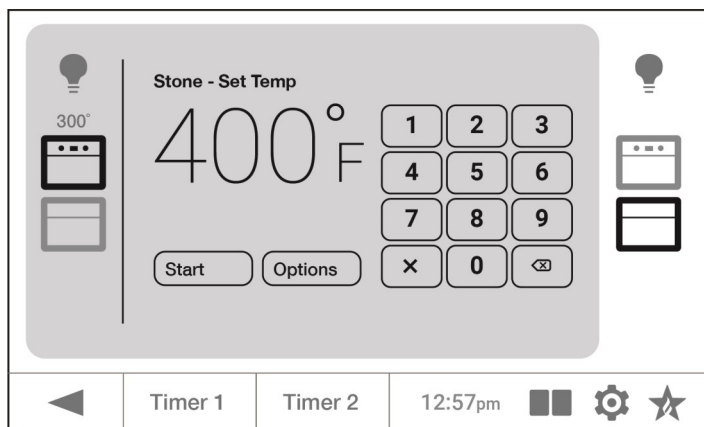 Stone - Set Temp
300°
400°F
1 2 3
4 5 6
7 8 9
× 0 ⌫
Start Options
Timer 1 Timer 2 12:57pm